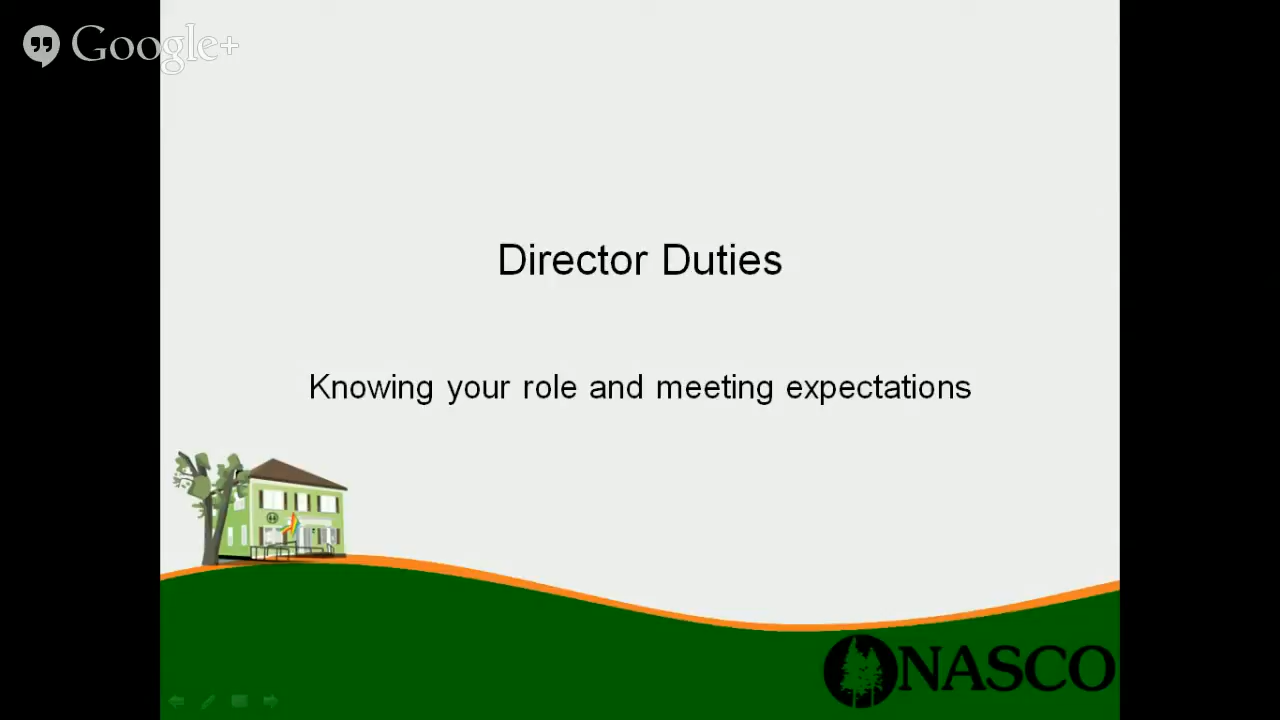 Google+
Director Duties
Knowing your role and meeting expectations
NASCO